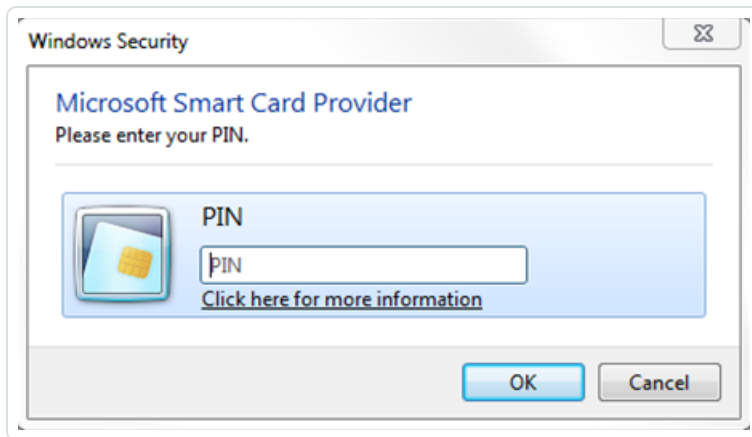 Windows Security
Microsoft Smart Card Provider
Please enter your PIN.
PIN
PIN
Click here for more information
OK
Cancel